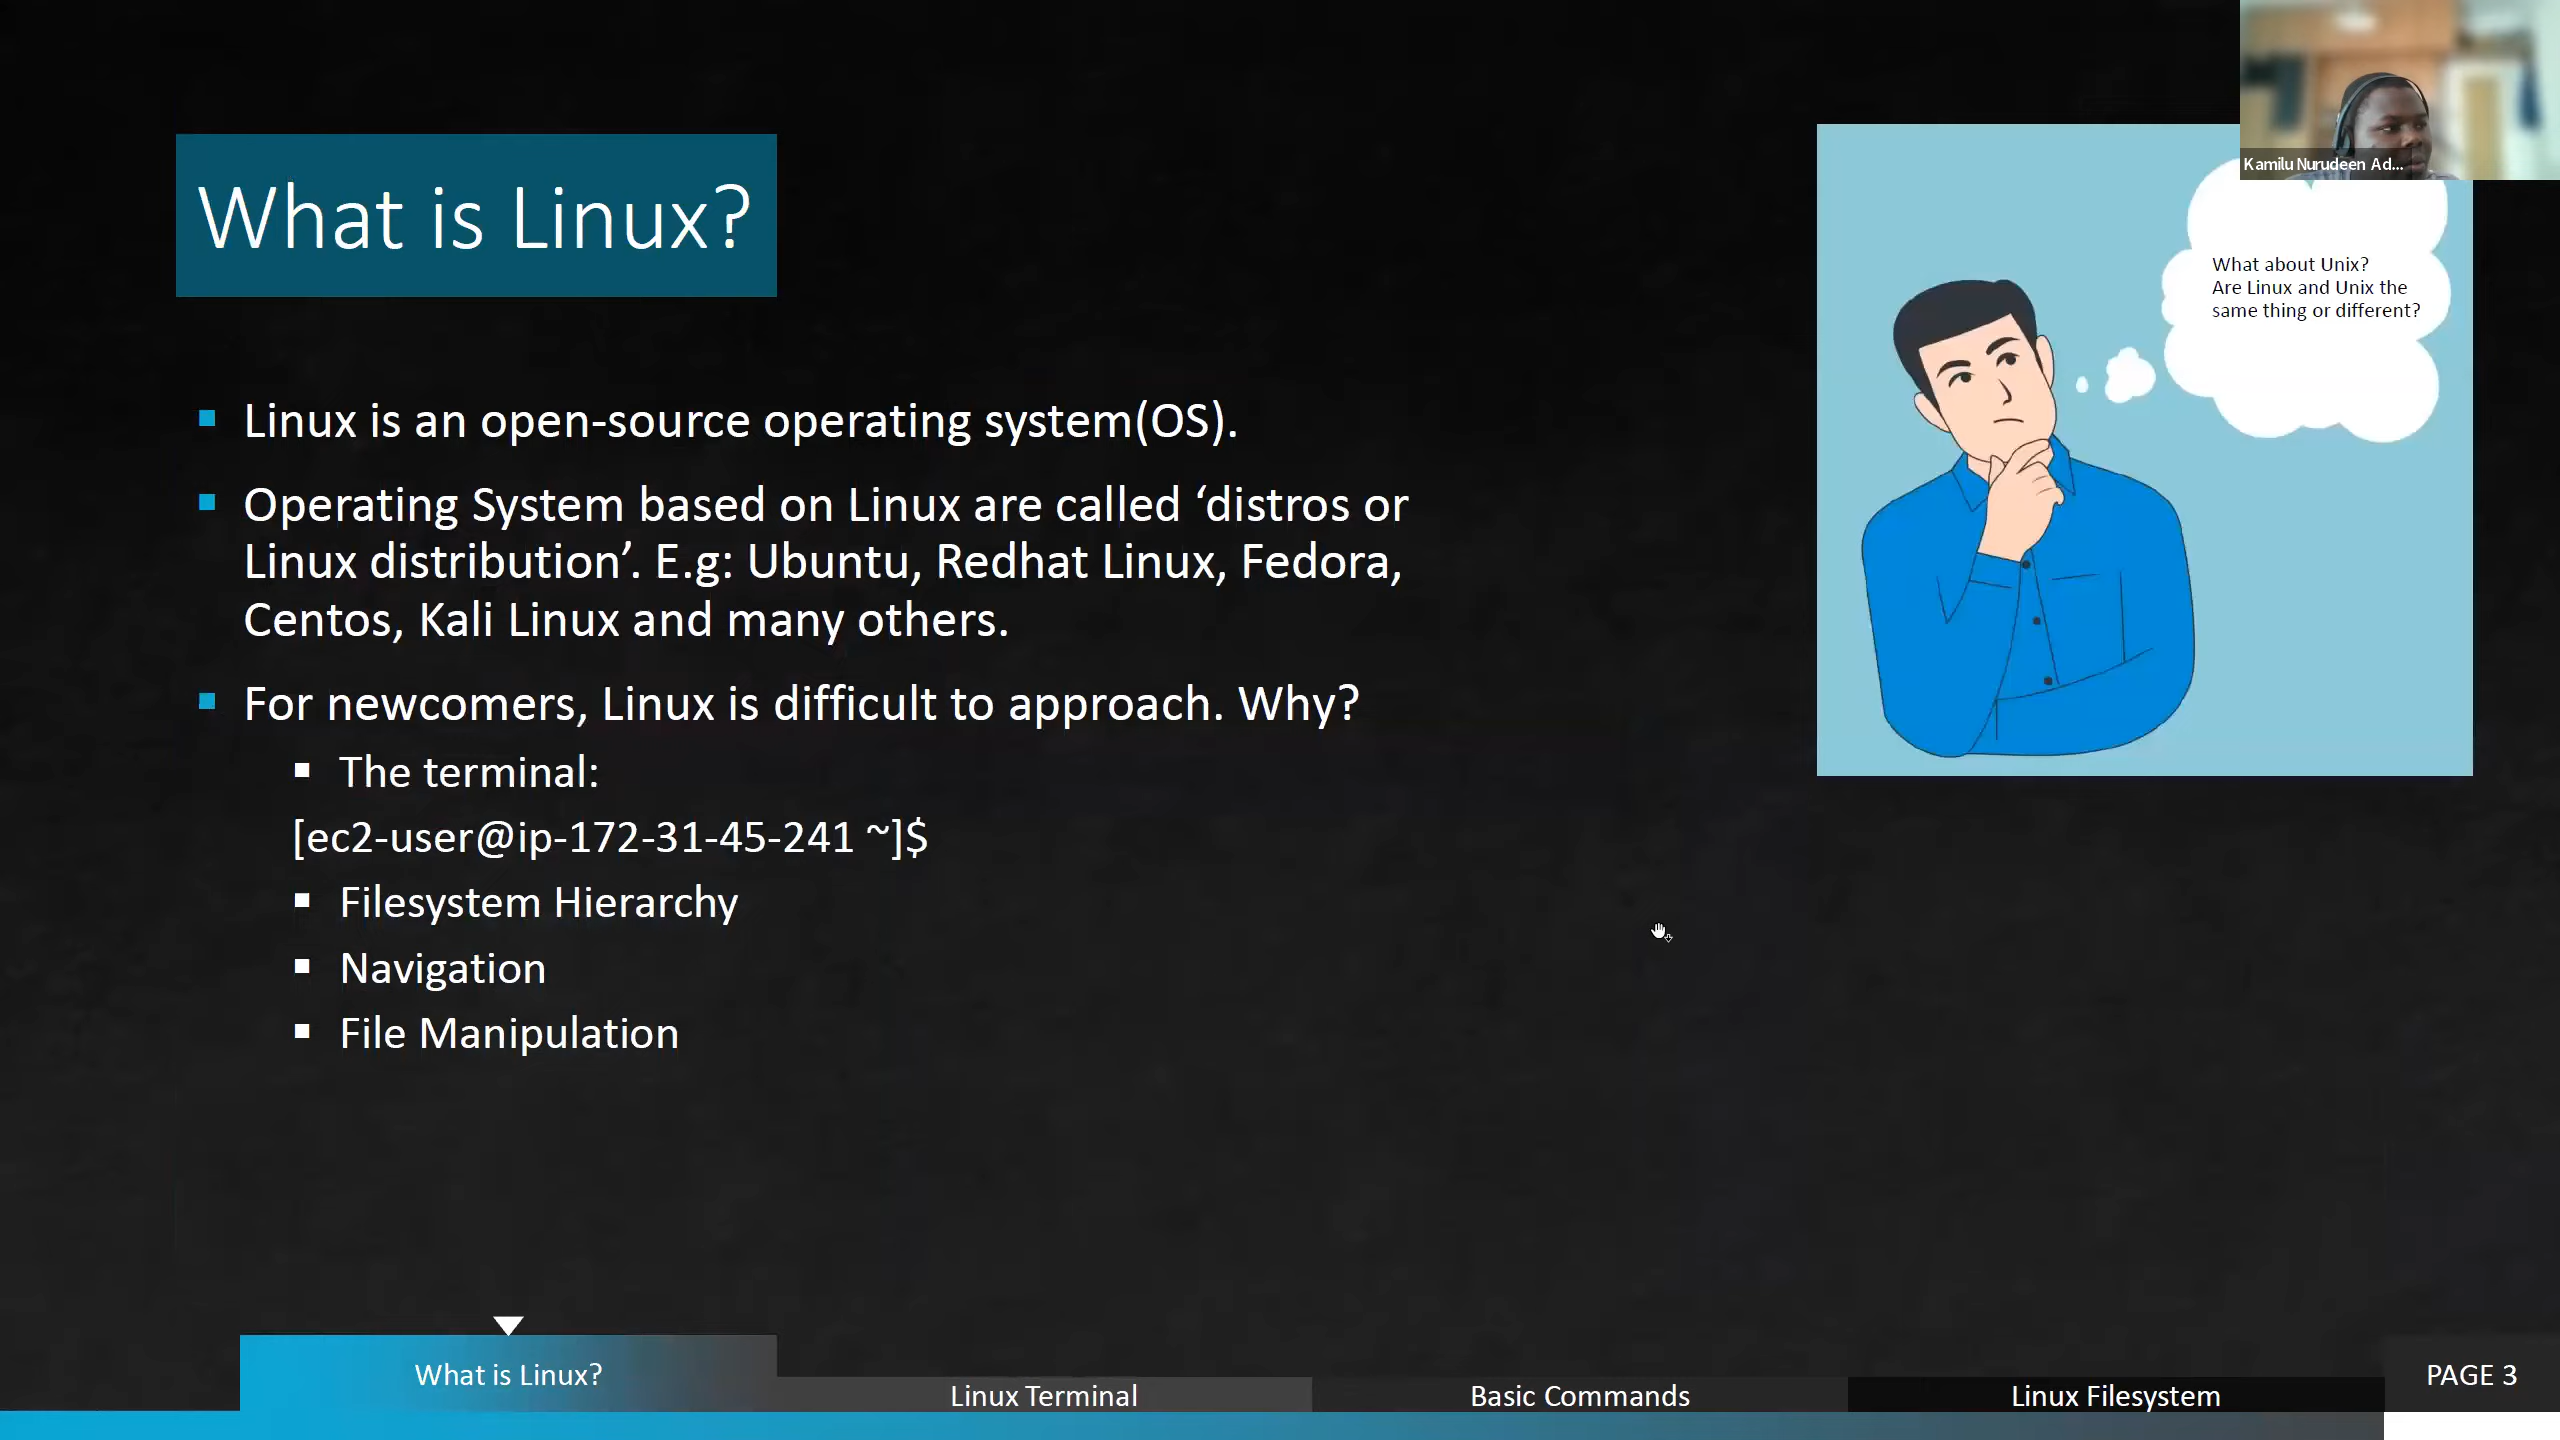 Kamilu Nurudeen Ad...
What is Linux?
What about Unix?
Are Linux and Unix the
same thing or different?
Linux is an open-source operating system(OS).
Operating System based on Linux are called ‘distros or
Linux distribution’. E.g: Ubuntu, Redhat Linux, Fedora,
Centos, Kali Linux and many others.
For newcomers, Linux is difficult to approach. Why?
The terminal:
[ec2-user@ip-172-31-45-241 ~]$
Filesystem Hierarchy
Navigation
File Manipulation
What is Linux?
Linux Terminal
Basic Commands
Linux Filesystem
PAGE 3